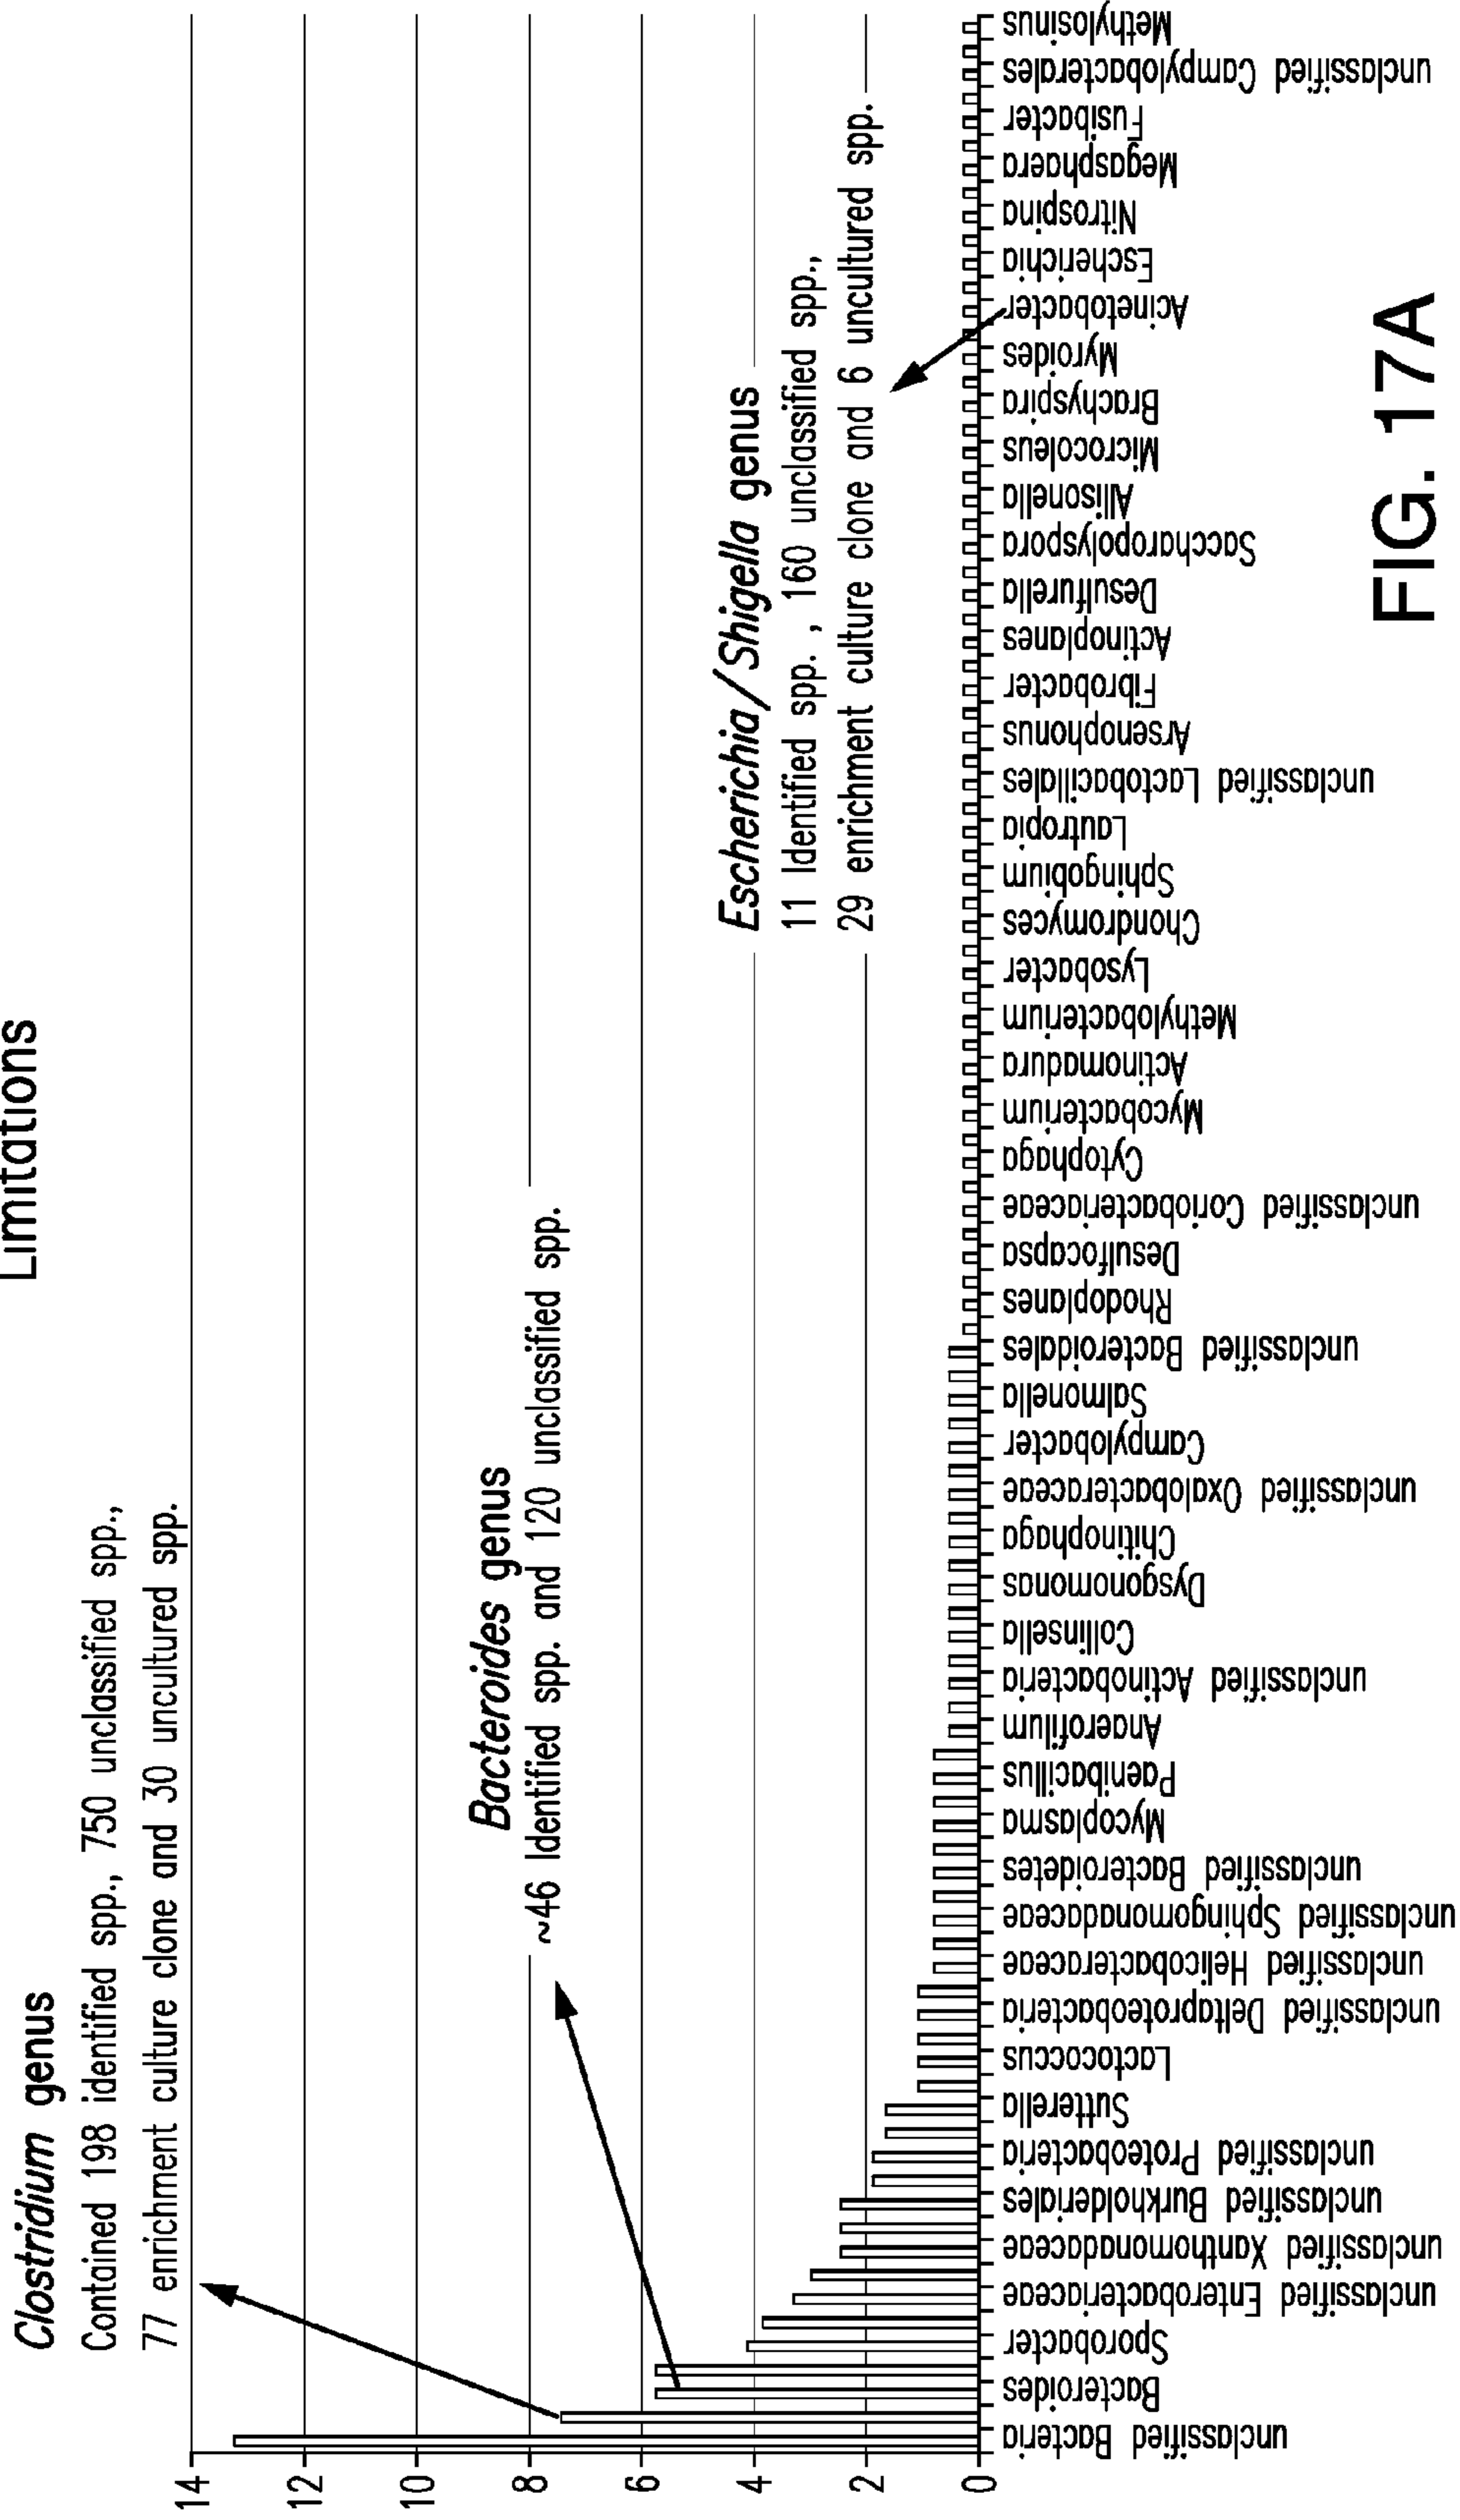 Limitations
Clostridium genus
Contained 198 identified spp., 750 unclassified spp.,
77 enrichment culture clone and 30 uncultured spp.
Bacteroides genus
~46 Identified spp. and 120 unclassified spp.
Escherichia/Shigella genus
11 Identified spp. , 160 unclassified spp.,
29 enrichment culture clone and 6 uncultured spp.
14
12
10
8
6
4
2
0
unclassified Bacteria
Bacteroides
Sporobacter
unclassified Enterobacteriaceae
unclassified Xanthomonadaceae
unclassified Burkholderiales
unclassified Proteobacteria
Sutterella
Lactococcus
unclassified Deltaproteobacteria
unclassified Helicobacteraceae
unclassified Sphingomonadaceae
unclassified Bacteroidetes
Mycoplasma
Paenibacillus
Anaerofilum
unclassified Actinobacteria
Collinsella
Dysgonomonas
Chitinophaga
unclassified Oxalobacteraceae
Campylobacter
Salmonella
unclassified Bacteroidales
Rhodoplanes
Desulfocapsa
unclassified Coriobacteriaceae
Cytophaga
Mycobacterium
Actinomadura
Methylobacterium
Lysobacter
Chondromyces
Sphingobium
Lautropia
unclassified Lactobacillales
Arsenophonus
Fibrobacter
Actinoplanes
Desulfurella
Saccharopolyspora
Allisonella
Microcoleus
Brachyspira
Myroides
Acinetobacter
Escherichia
Nitrospina
Megasphaera
Fusibacter
unclassified Campylobacterales
Methylosinus
FIG. 17A